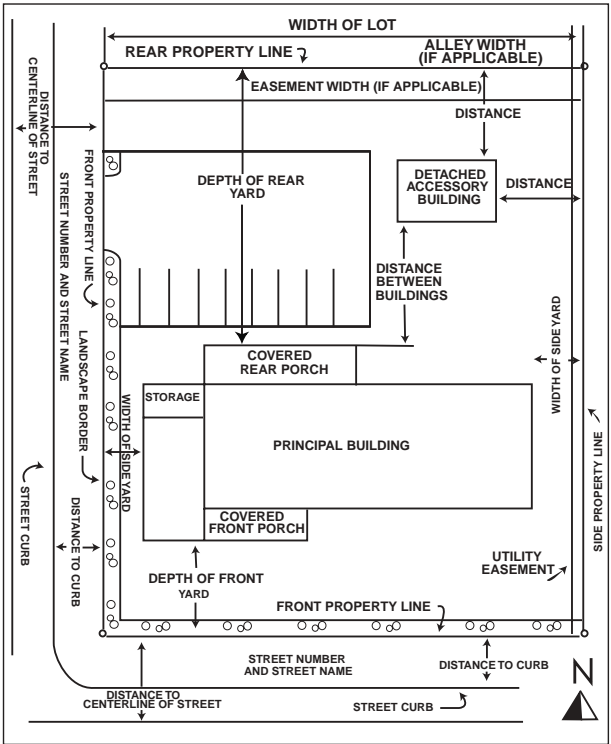 WIDTH OF LOT
REAR PROPERTY LINE
ALLEY WIDTH
(IF APPLICABLE)
EASEMENT WIDTH (IF APPLICABLE)
DISTANCE
DISTANCE TO
CENTERLINE OF STREET
STREET NUMBER AND STREET NAME
FRONT PROPERTY LINE
DEPTH OF REAR
YARD
DETACHED
ACCESSORY
BUILDING
DISTANCE
DISTANCE
BETWEEN
BUILDINGS
COVERED
REAR PORCH
WIDTH OF SIDE YARD
STORAGE
LANDSCAPE BORDER
WIDTH OF SIDE YARD
PRINCIPAL BUILDING
SIDE PROPERTY LINE
STREET CURB
DISTANCE TO CURB
COVERED
FRONT PORCH
UTILITY
EASEMENT
DEPTH OF FRONT
YARD
FRONT PROPERTY LINE
STREET NUMBER
AND STREET NAME
DISTANCE TO CURB
N
DISTANCE TO
CENTERLINE OF STREET
STREET CURB